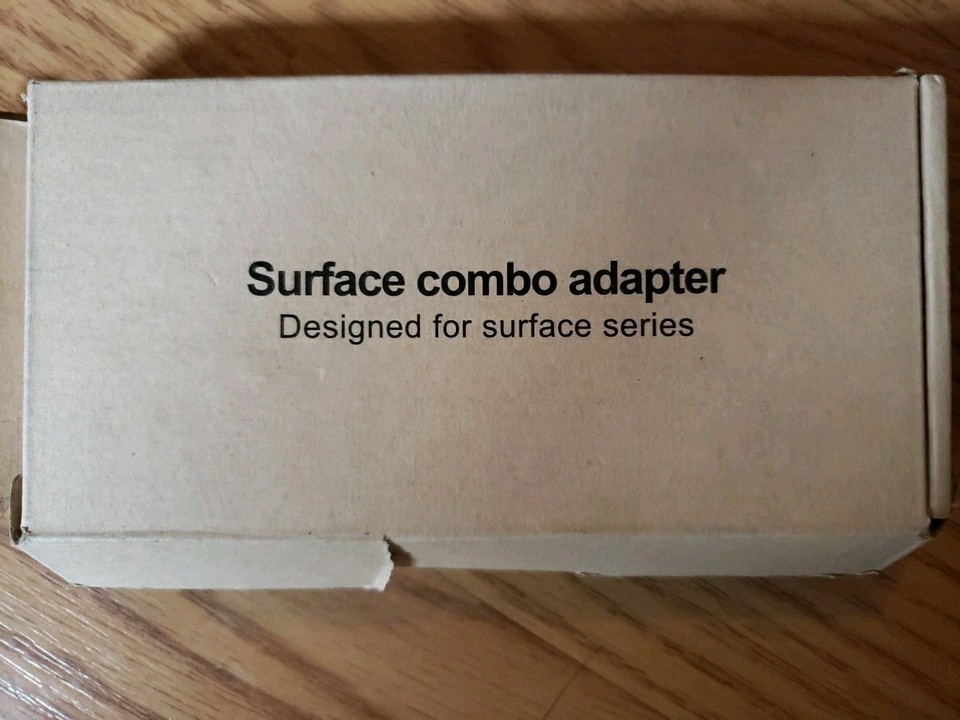 Surface combo adapter
Designed for surface series